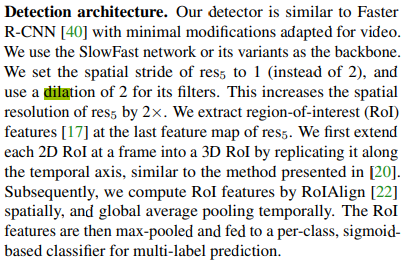 Detection architecture. Our detector is similar to Faster
R-CNN [40] with minimal modifications adapted for video.
We use the SlowFast network or its variants as the backbone.
We set the spatial stride of res5 to 1 (instead of 2), and
use a dilation of 2 for its filters. This increases the spatial
resolution of res5 by 2×. We extract region-of-interest (RoI)
features [17] at the last feature map of res5. We first extend
each 2D RoI at a frame into a 3D RoI by replicating it along
the temporal axis, similar to the method presented in [20].
Subsequently, we compute RoI features by RoIAlign [22]
spatially, and global average pooling temporally. The RoI
features are then max-pooled and fed to a per-class, sigmoid-
based classifier for multi-label prediction.